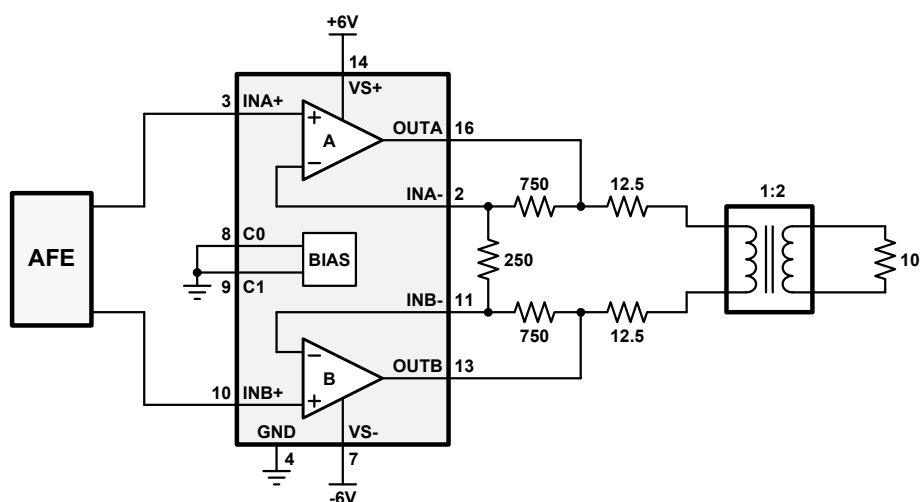 +6V
14
VS+
3 INA+
+
A
−
OUTA 16
INA- 2
750
12.5
1:2
AFE
8 C0
BIAS
9 C1
250
10
INB- 11
750
12.5
−
B
+
OUTB 13
10 INB+
GND
VS-
4
7
-6V